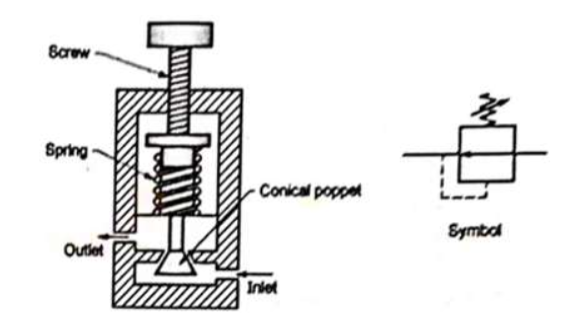 Screw
Spring
Conical poppet
Outlet
Inlet
Symbol